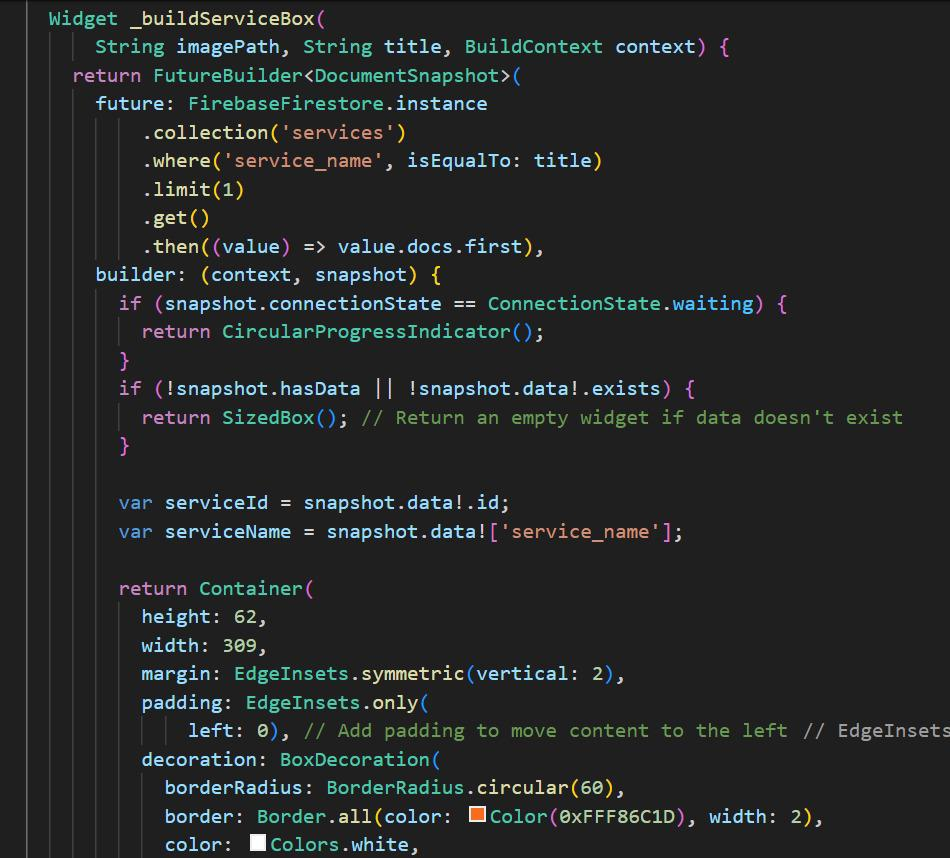 Widget _buildServiceBox(
String imagePath, String title, BuildContext context) {
return FutureBuilder<DocumentSnapshot>(
future: FirebaseFirestore.instance
.collection('services')
.where('service_name', isEqualTo: title)
.limit(1)
.get()
.then((value) => value.docs.first),
builder: (context, snapshot) {
if (snapshot.connectionState == ConnectionState.waiting) {
return CircularProgressIndicator();
}
if (!snapshot.hasData || !snapshot.data!.exists) {
return SizedBox(); // Return an empty widget if data doesn't exist
}
var serviceId = snapshot.data!.id;
var serviceName = snapshot.data!['service_name'];
return Container(
height: 62,
width: 309,
margin: EdgeInsets.symmetric(vertical: 2),
padding: EdgeInsets.only(
left: 0), // Add padding to move content to the left // EdgeInsets
decoration: BoxDecoration(
borderRadius: BorderRadius.circular(60),
border: Border.all(color: Color(0xFFF86C1D), width: 2),
color: Colors.white,